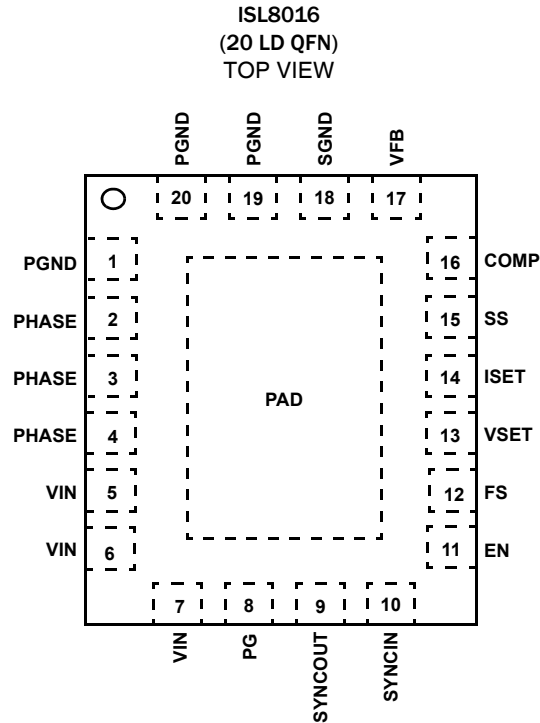 ISL8016
(20 LD QFN)
TOP VIEW
PGND
PGND
SGND
VFB
20
19
18
17
PGND
1
16
COMP
PHASE
2
15
SS
PHASE
3
14
ISET
PAD
PHASE
4
13
VSET
VIN
5
12
FS
VIN
6
11
EN
7
8
9
10
VIN
PG
SYNCOUT
SYNCIN